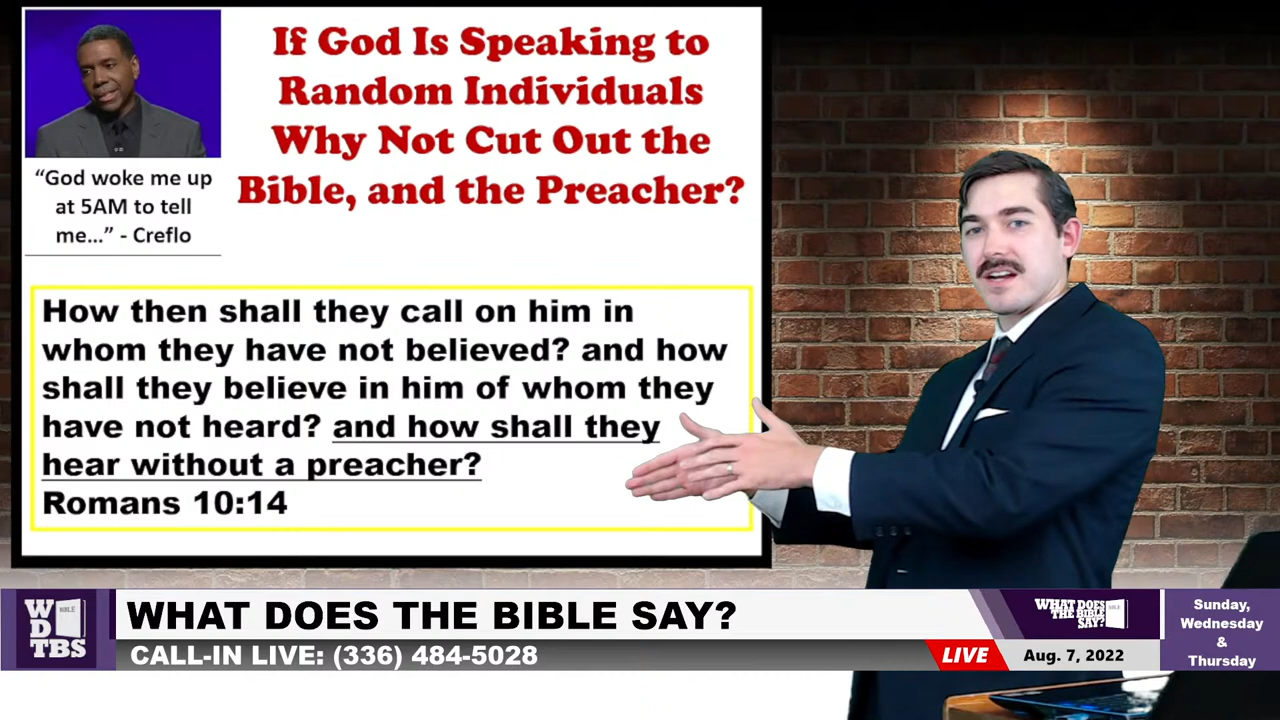 If God Is Speaking to
Random Individuals
Why Not Cut Out the
Bible, and the Preacher?
“God woke me up
at 5AM to tell
me...” - Creflo
How then shall they call on him in
whom they have not believed? and how
shall they believe in him of whom they
have not heard? and how shall they
hear without a preacher?
Romans 10:14
W
D
TBS
BIBLE
WHAT DOES THE BIBLE SAY?
CALL-IN LIVE: (336) 484-5028
WHAT DOES
THE BIBLE
SAY?
LIVE
Aug. 7, 2022
Sunday,
Wednesday
&
Thursday